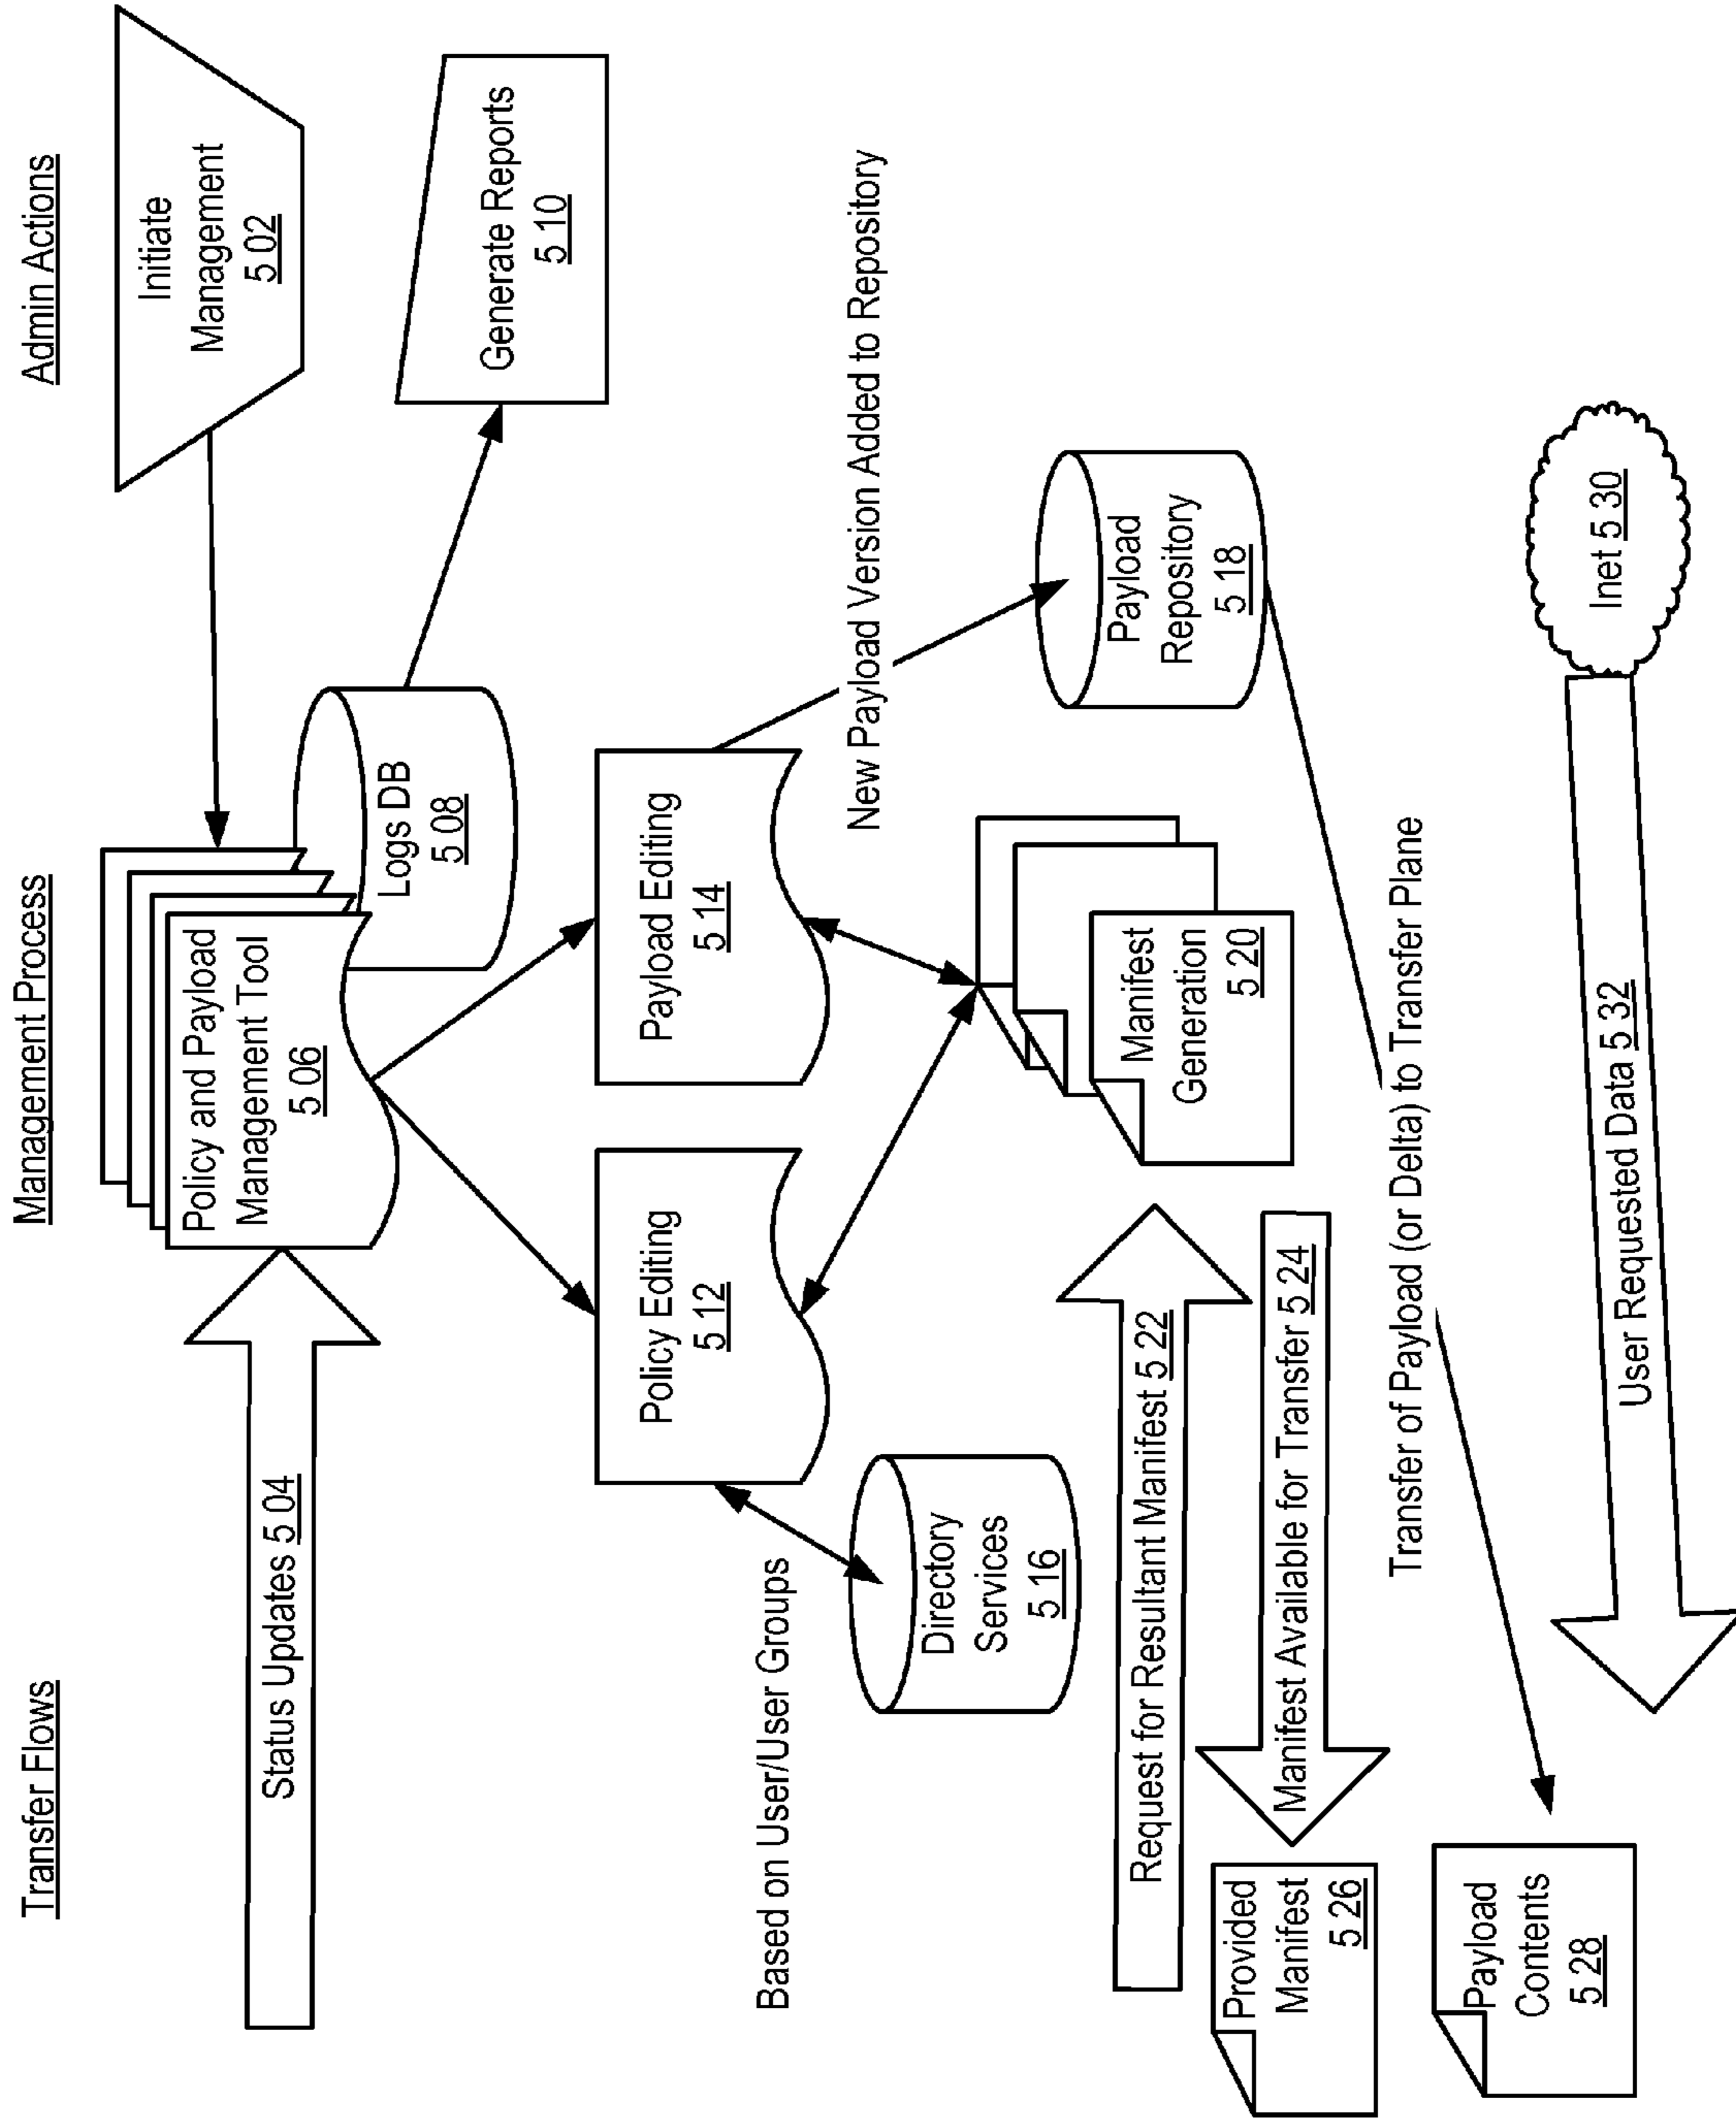 Transfer Flows
Management Process
Admin Actions
Initiate
Management
5 02
Status Updates 5 04
Policy and Payload
Management Tool
5 06
Logs DB
5 08
Generate Reports
5 10
Policy Editing
5 12
Payload Editing
5 14
Based on User/User Groups
New Payload Version Added to Repository
Directory
Services
5 16
Payload
Repository
5 18
Manifest
Generation
5 20
Request for Resultant Manifest 5 22
Manifest Available for Transfer 5 24
Provided
Manifest
5 26
Transfer of Payload (or Delta) to Transfer Plane
Payload
Contents
5 28
Inet 5 30
User Requested Data 5 32